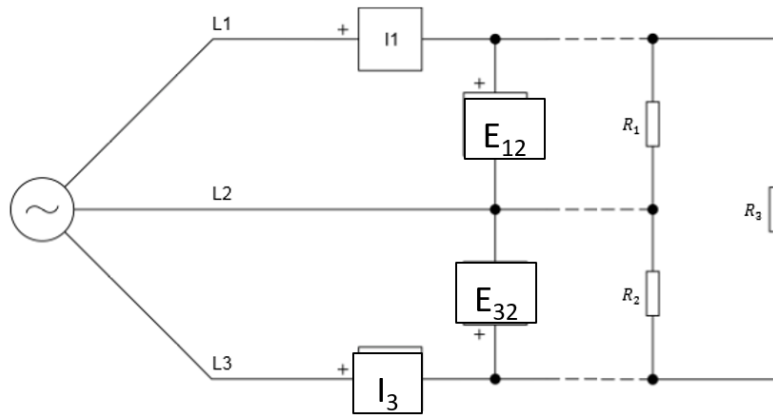 L1
+
I1
+
E₁₂
R₁
L2
R₃
E₃₂
R₂
+
L3
+
I₃